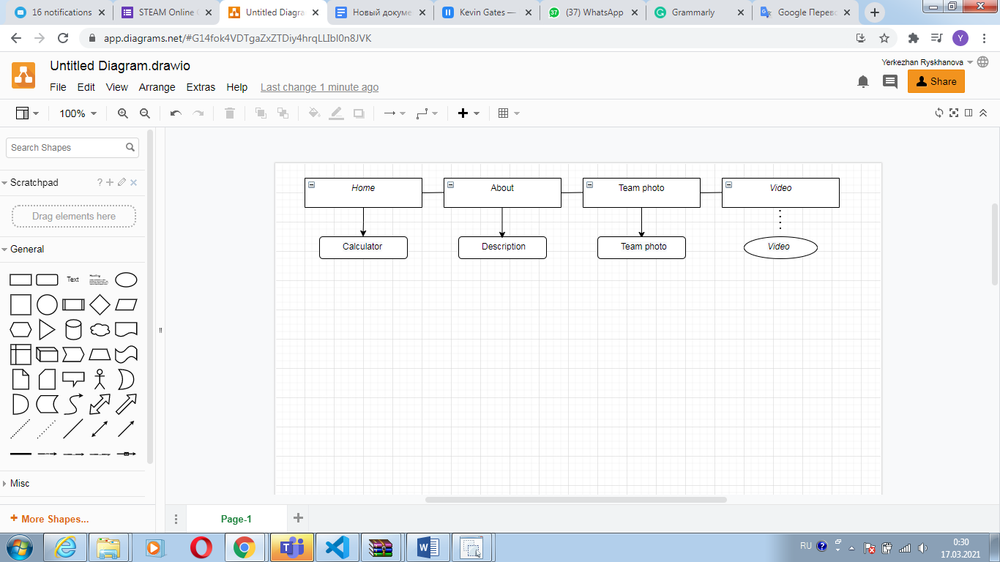 16 notifications
STEAM Online
Untitled Diagra
Новый докуме
Kevin Gates —
(37) WhatsApp
Grammarly
Google Перев
app.diagrams.net/#G14fok4VDTgaZxZTDiy4hrqLLIbI0n8JVK
Y
Untitled Diagram.drawio
Yerkezhan Ryskhanova
File Edit View Arrange Extras Help Last change 1 minute ago
Share
100%
Search Shapes
Scratchpad
?
Drag elements here
General
Text
Heading
Misc
+ More Shapes...
Home
About
Team photo
Video
Calculator
Description
Team photo
Video
Page-1
RU
0:30
17.03.2021